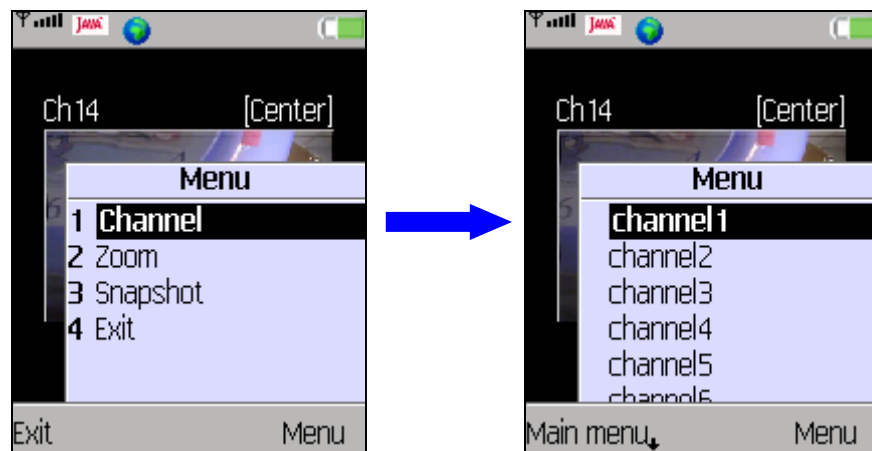 JAVA
Ch14 [Center]
Menu
1 Channel
2 Zoom
3 Snapshot
4 Exit
Exit Menu
JAVA
Ch14 [Center]
Menu
channel1
channel2
channel3
channel4
channel5
channel6
Main menu Menu